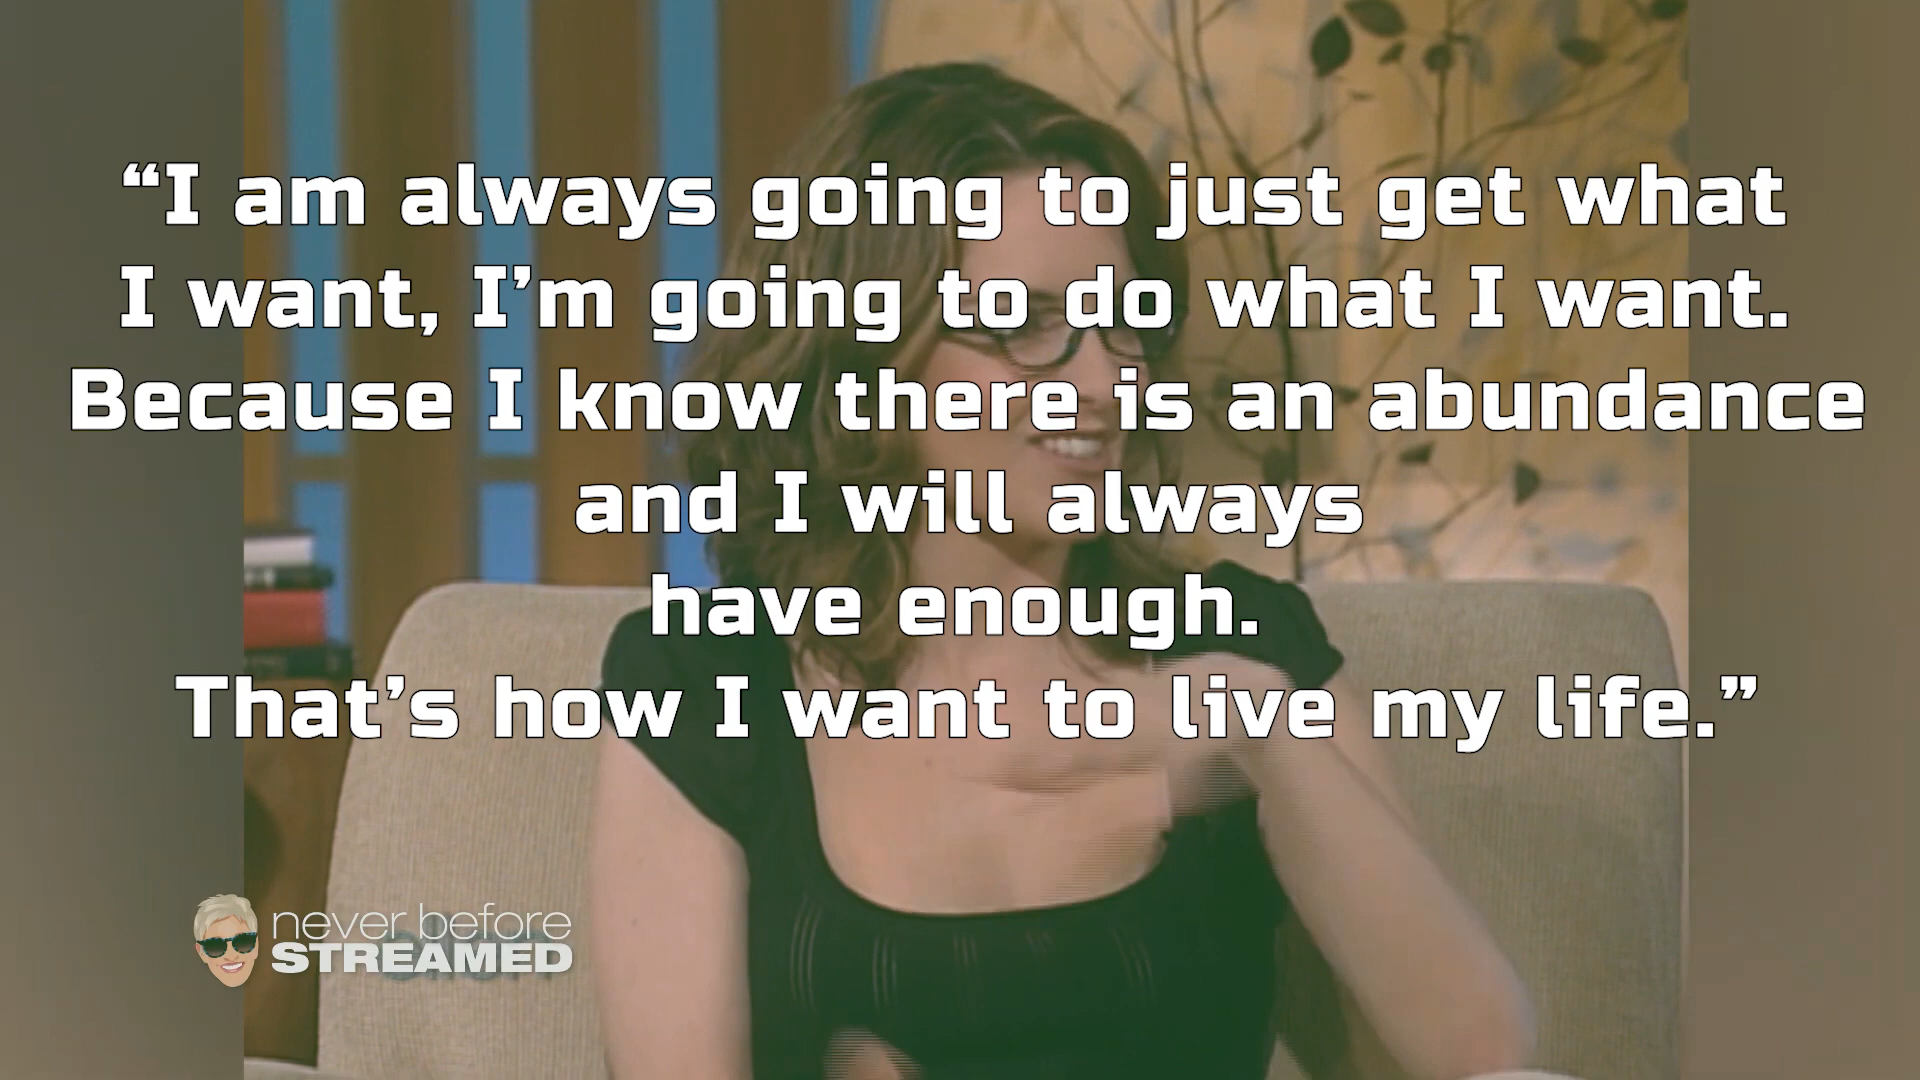 “I am always going to just get what
I want, I’m going to do what I want.
Because I know there is an abundance
and I will always
have enough.
That’s how I want to live my life.”
never before
STREAMED